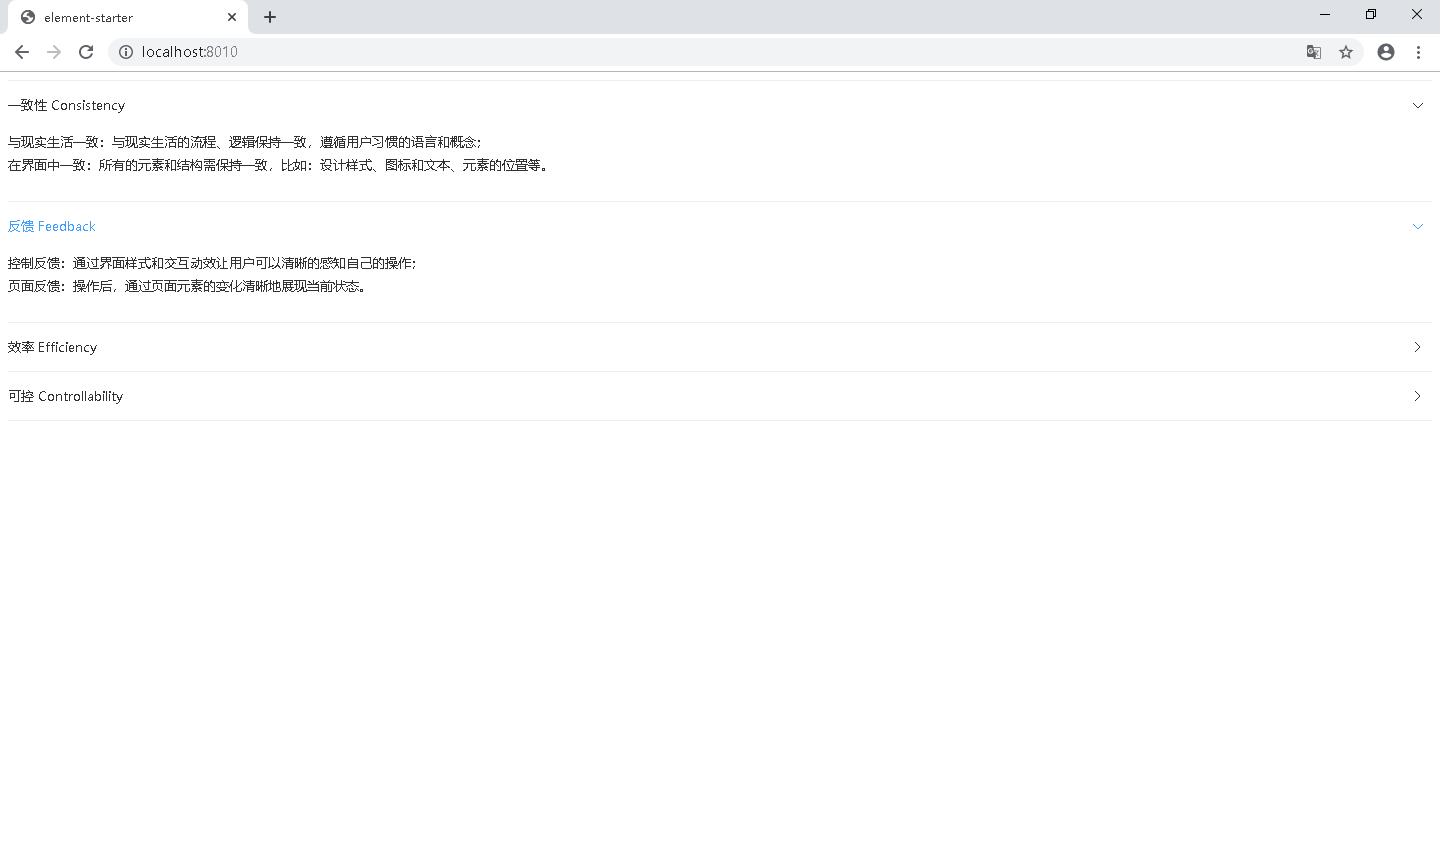 element-starter
localhost:8010
一致性 Consistency
与现实生活一致：与现实生活的流程、逻辑保持一致，遵循用户习惯的语言和概念；
在界面中一致：所有的元素和结构需保持一致，比如：设计样式、图标和文本、元素的位置等。
反馈 Feedback
控制反馈：通过界面样式和交互动效让用户可以清晰的感知自己的操作；
页面反馈：操作后，通过页面元素的变化清晰地展现当前状态。
效率 Efficiency
可控 Controllability